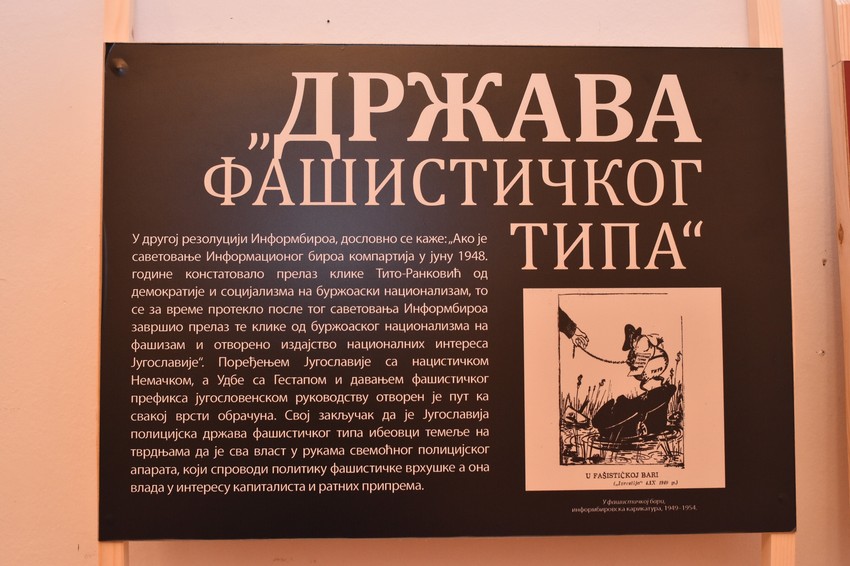 „ДРЖАВА
ФАШИСТИЧКОГ
ТИПА“
У другој резолуцији Информбироа, дословно се каже: „Ако је
саветовање Информационог бироа компартија у јуну 1948.
године констатовало прелаз клике Тито-Ранковић од
демократије и социјализма на буржоаски национализам, то
се за време протекло после тог саветовања Информбироа
завршио прелаз те клике од буржоаског национализма на
фашизам и отворено издајство националних интереса
Југославије“. Поређењем Југославије са нацистичком
Немачком, а Удбе са Гестапом и давањем фашистичког
префикса југословенском руководству отворен је пут ка
свакој врсти обрачуна. Свој закључак да је Југославија
полицијска држава фашистичког типа ибеовци темеље на
тврдњама да је сва власт у рукама свемоћног полицијског
апарата, који спроводи политику фашистичке врхушке а она
влада у интересу капиталиста и ратних припрема.
U FAŠISTIČKOJ BARI
У фашистичкој бари,
информбировска карикатура, 1949-1954.